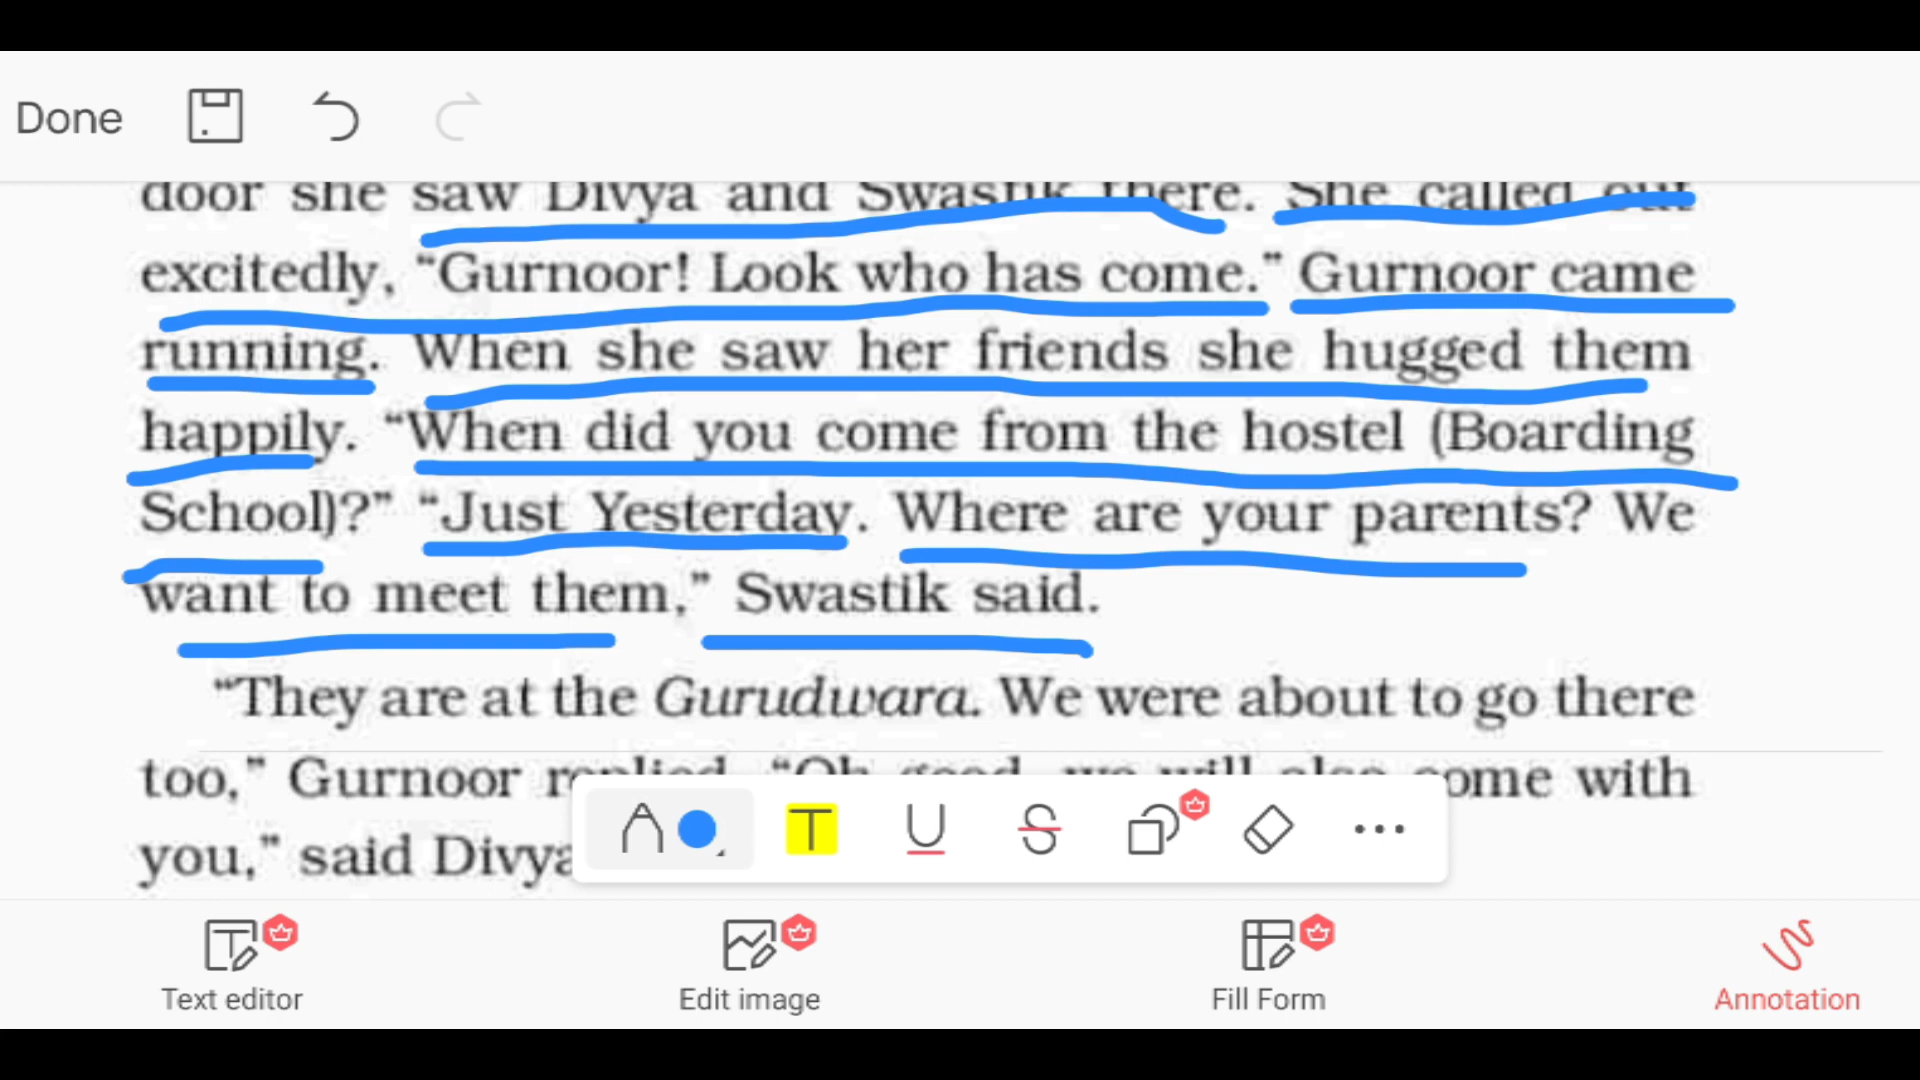 Done
door she saw Divya and Swastik there. She called out
excitedly, “Gurnoor! Look who has come.” Gurnoor came
running. When she saw her friends she hugged them
happily. “When did you come from the hostel (Boarding
School)?” “Just Yesterday. Where are your parents? We
want to meet them,” Swastik said.
“They are at the Gurudwara. We were about to go there
too,” Gurnoor replied. “Oh good, we will also come with
you,” said Divya
Text editor
Edit image
Fill Form
Annotation